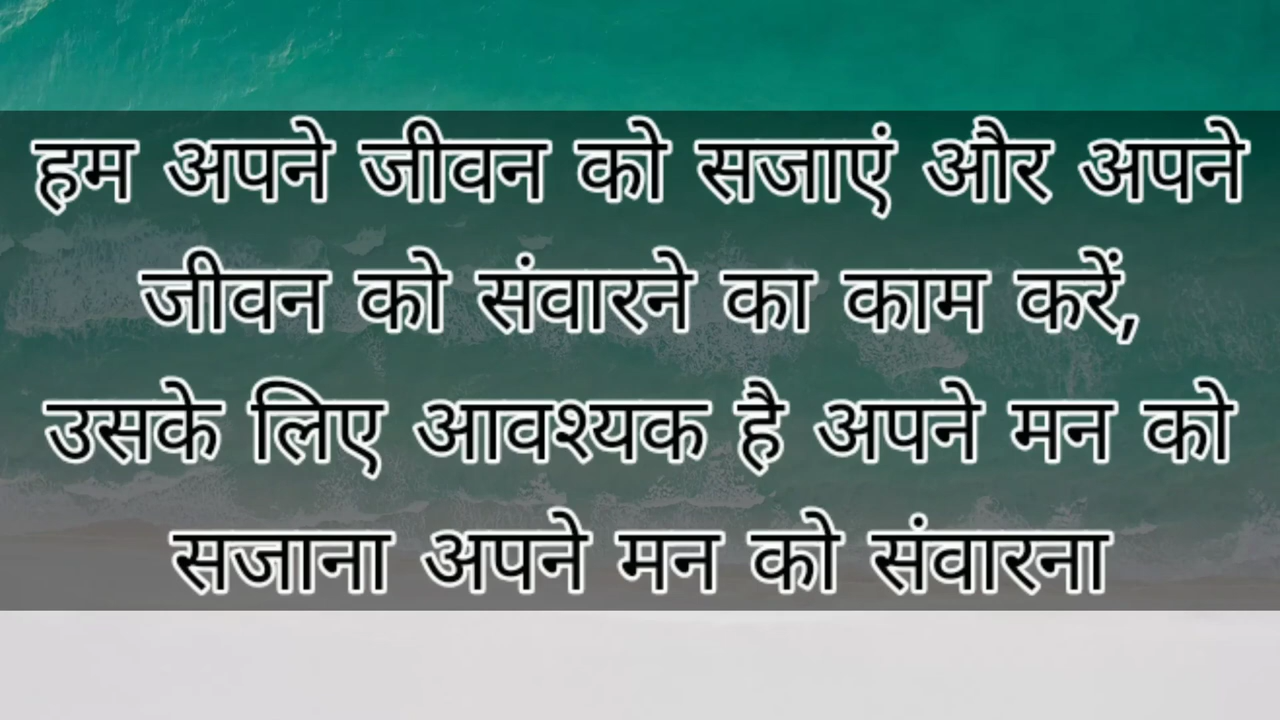 हम अपने जीवन को सजाएं और अपने
जीवन को संवारने का काम करें,
उसके लिए आवश्यक है अपने मन को
सजाना अपने मन को संवारना